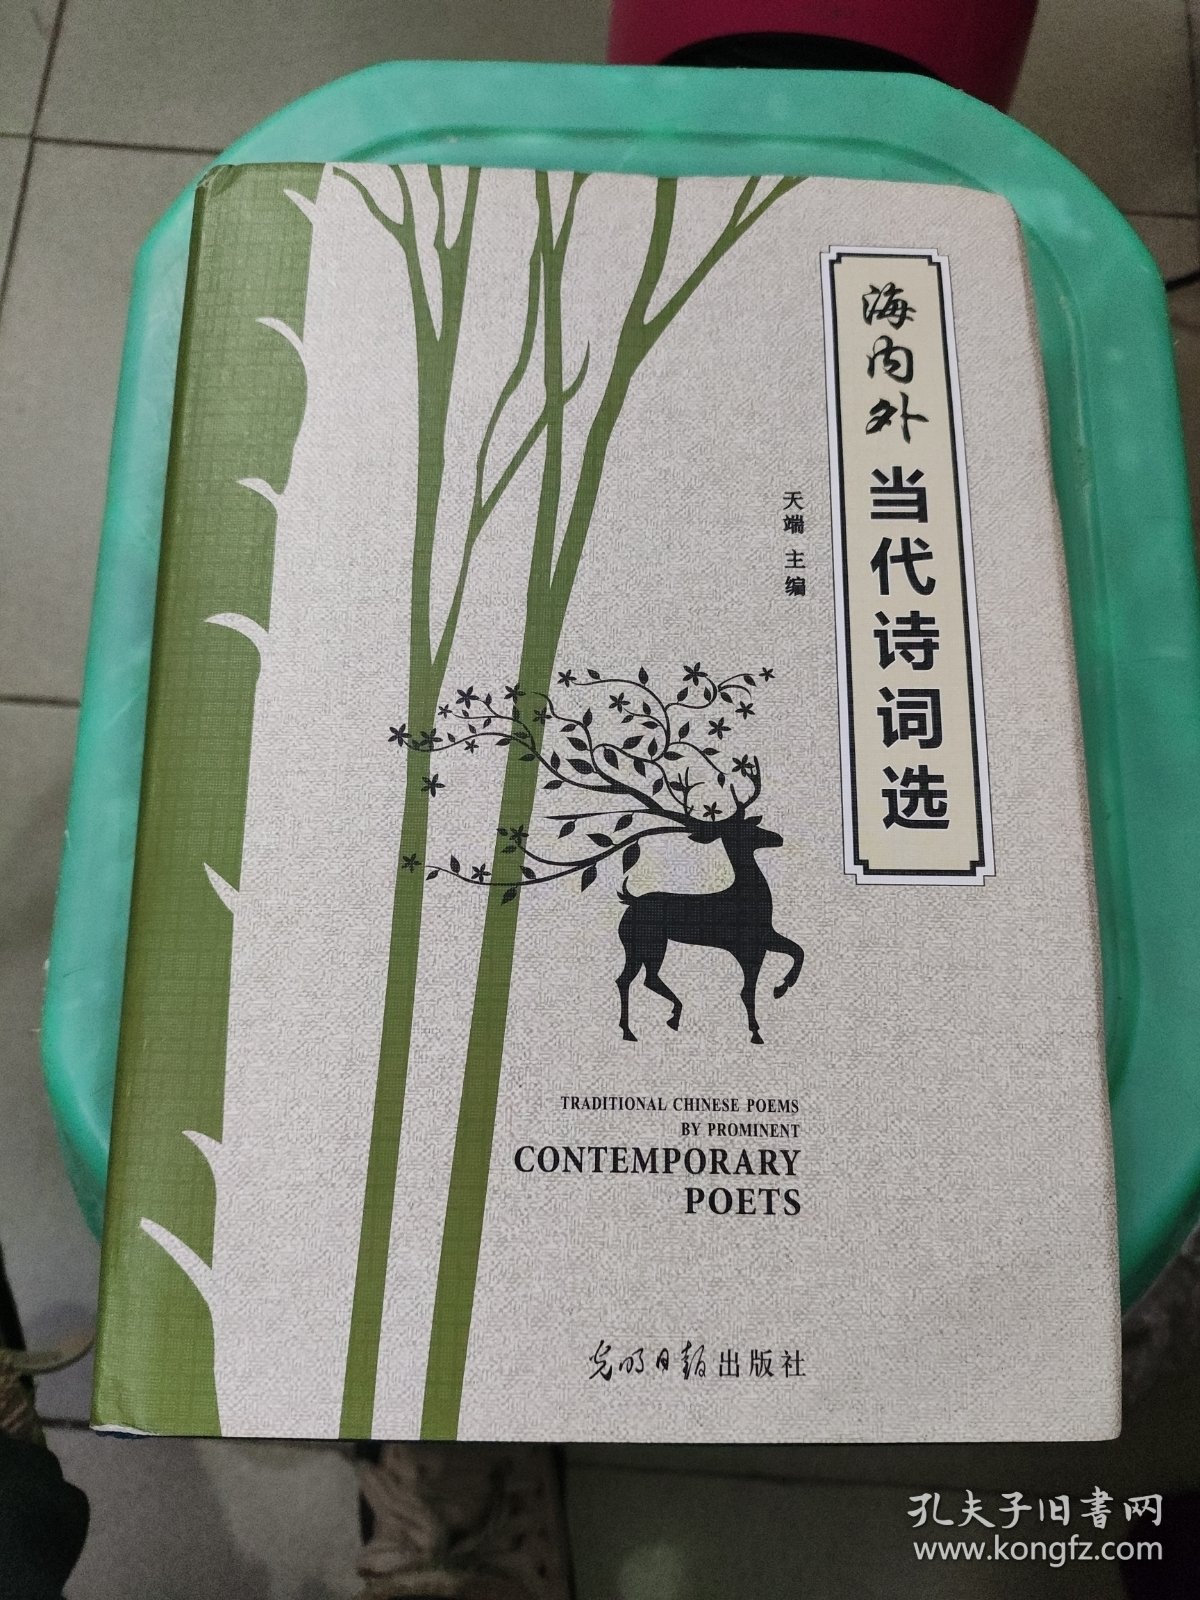 海内外当代诗词选
天端 主编
TRADITIONAL CHINESE POEMS
BY PROMINENT
CONTEMPORARY
POETS
光明日报出版社
孔夫子旧书网
www.kongfz.com